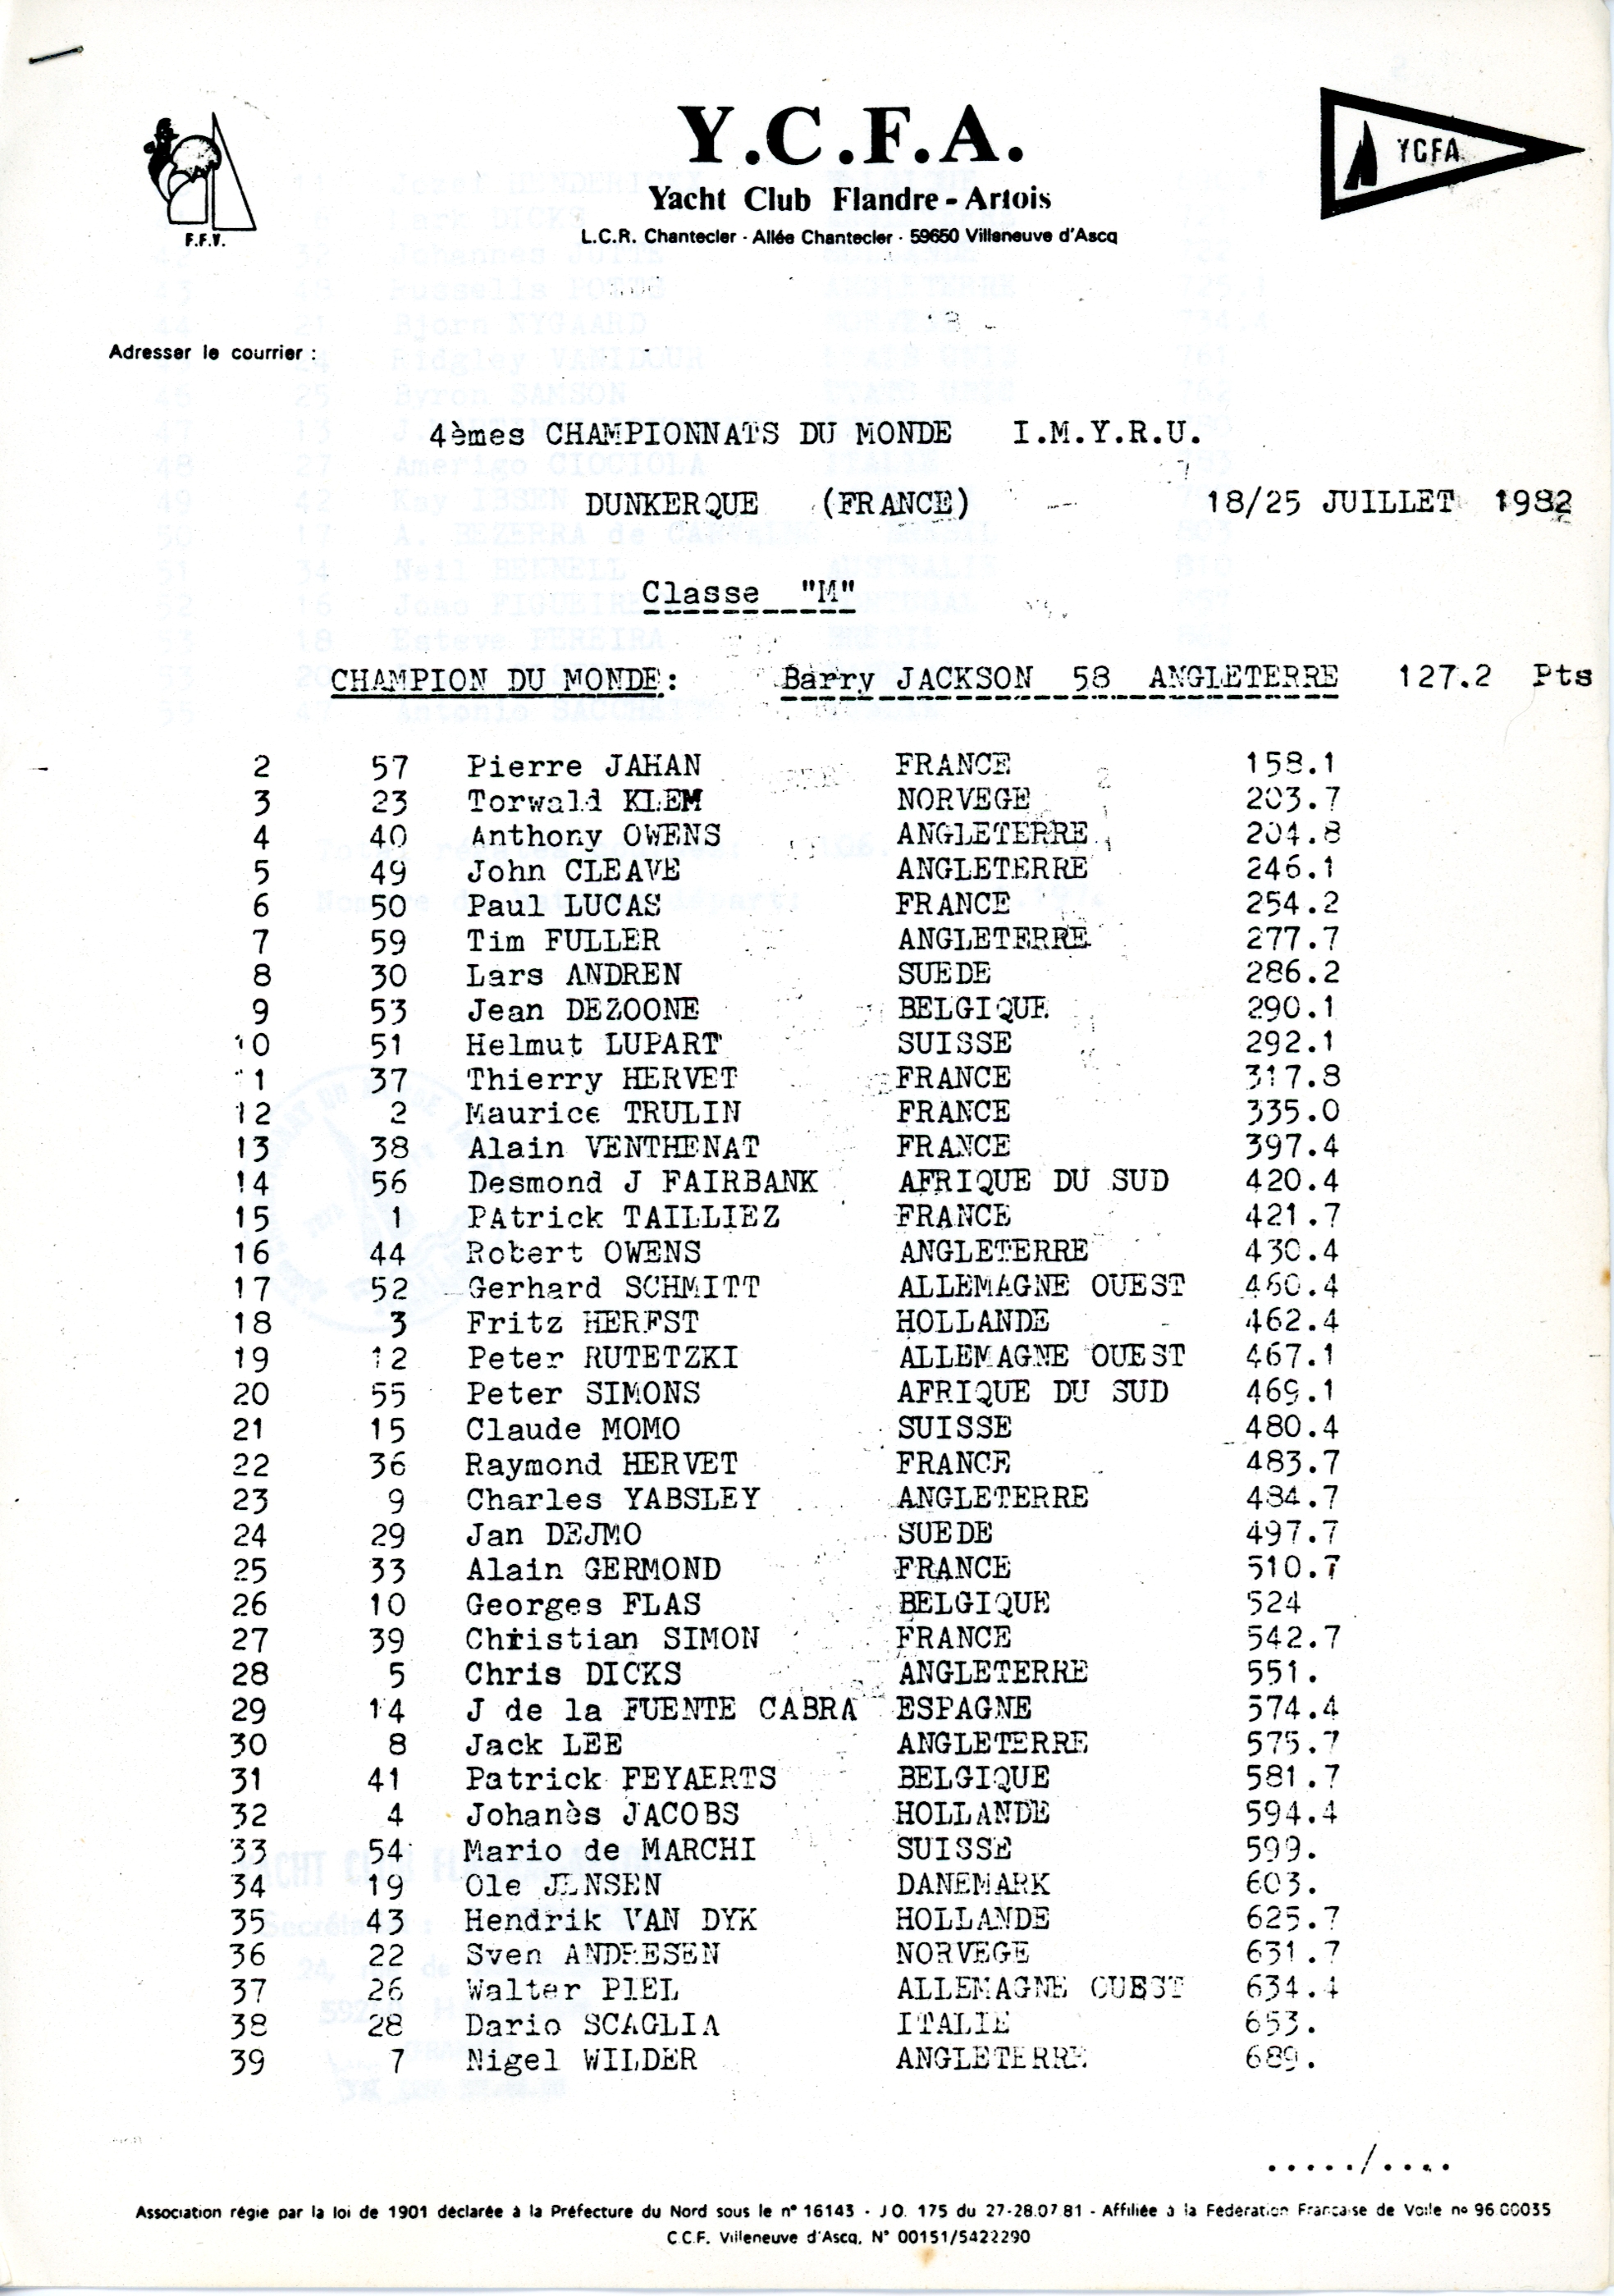 F.F.V.
Y.C.F.A.
YCFA
Yacht Club Flandre - Artois
L.C.R. Chantecler - Allée Chantecler - 59650 Villeneuve d'Ascq
Adresser le courrier :
4èmes CHAMPIONNATS DU MONDE I.M.Y.R.U.
DUNKERQUE (FRANCE) 18/25 JUILLET 1982
Classe "M"
CHAMPION DU MONDE: Barry JACKSON 58 ANGLETERRE 127.2 Pts
2 57 Pierre JAHAN FRANCE 158.1
3 23 Torwald KLEM NORVEGE 203.7
4 40 Anthony OWENS ANGLETERRE 204.8
5 49 John CLEAVE ANGLETERRE 246.1
6 50 Paul LUCAS FRANCE 254.2
7 59 Tim FULLER ANGLETERRE 277.7
8 30 Lars ANDREN SUEDE 286.2
9 53 Jean DEZOONE BELGIQUE 290.1
10 51 Helmut LUPART SUISSE 292.1
11 37 Thierry HERVET FRANCE 317.8
12 2 Maurice TRULIN FRANCE 335.0
13 38 Alain VENTHENAT FRANCE 397.4
14 56 Desmond J FAIRBANK AFRIQUE DU SUD 420.4
15 1 PAtrick TAILLIEZ FRANCE 421.7
16 44 Robert OWENS ANGLETERRE 430.4
17 52 Gerhard SCHMITT ALLEMAGNE OUEST 460.4
18 3 Fritz HERFST HOLLANDE 462.4
19 12 Peter RUTETZKI ALLEMAGNE OUEST 467.1
20 55 Peter SIMONS AFRIQUE DU SUD 469.1
21 15 Claude MOMO SUISSE 480.4
22 36 Raymond HERVET FRANCE 483.7
23 9 Charles YABSLEY ANGLETERRE 484.7
24 29 Jan DEJMO SUEDE 497.7
25 33 Alain GERMOND FRANCE 510.7
26 10 Georges FLAS BELGIQUE 524
27 39 Christian SIMON FRANCE 542.7
28 5 Chris DICKS ANGLETERRE 551.
29 14 J de la FUENTE CABRA ESPAGNE 574.4
30 8 Jack LEE ANGLETERRE 575.7
31 41 Patrick FEYAERTS BELGIQUE 581.7
32 4 Johanès JACOBS HOLLANDE 594.4
33 54 Mario de MARCHI SUISSE 599.
34 19 Ole JENSEN DANEMARK 603.
35 43 Hendrik VAN DYK HOLLANDE 625.7
36 22 Sven ANDRESEN NORVEGE 631.7
37 26 Walter PIEL ALLEMAGNE OUEST 634.4
38 28 Dario SCAGLIA ITALIE 653.
39 7 Nigel WILDER ANGLETERRE 689.
...../....
Association régie par la loi de 1901 déclarée à la Préfecture du Nord sous le n° 16143 - J O. 175 du 27-28.07 81 - Affiliée à la Fédération Française de Voile no 96 00035
C.C.F. Villeneuve d'Ascq, N° 00151/5422290